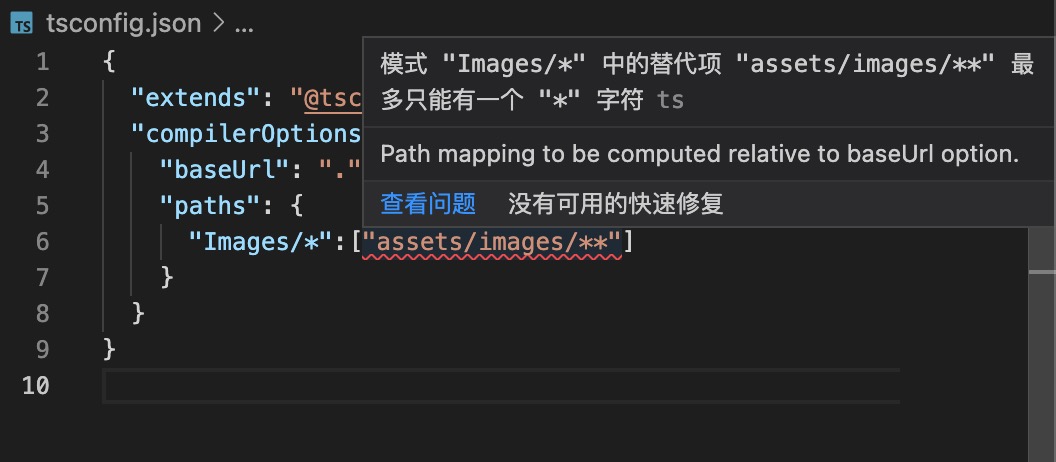 tsconfig.json > ...
1 {
2 "extends": "@tsc
3 "compilerOptions
4 "baseUrl": "."
5 "paths": {
6 "Images/*":["assets/images/**"]
7 }
8 }
9 }
10
模式 "Images/*" 中的替代项 "assets/images/**" 最
多只能有一个 "*" 字符 ts
Path mapping to be computed relative to baseUrl option.
查看问题 没有可用的快速修复